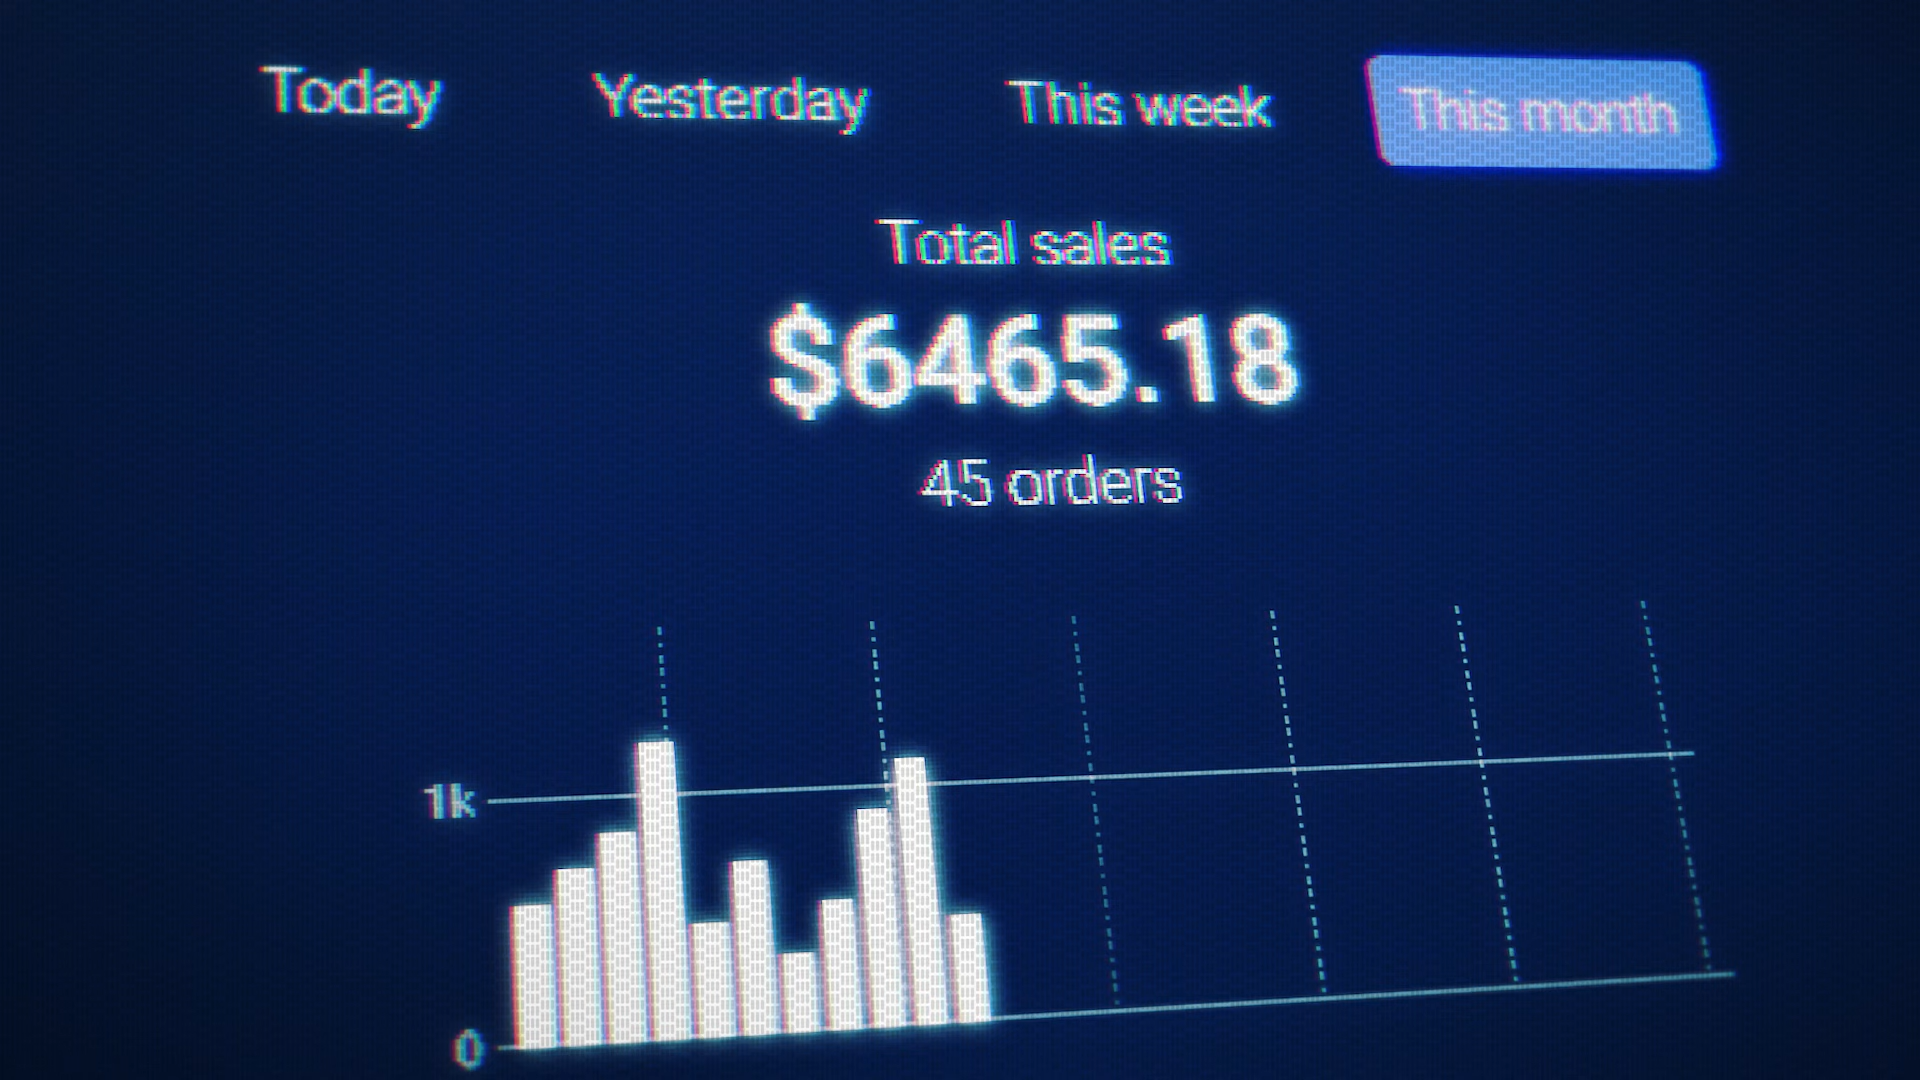 Today Yesterday This week This month
Total sales
$6465.18
45 orders
1k
0